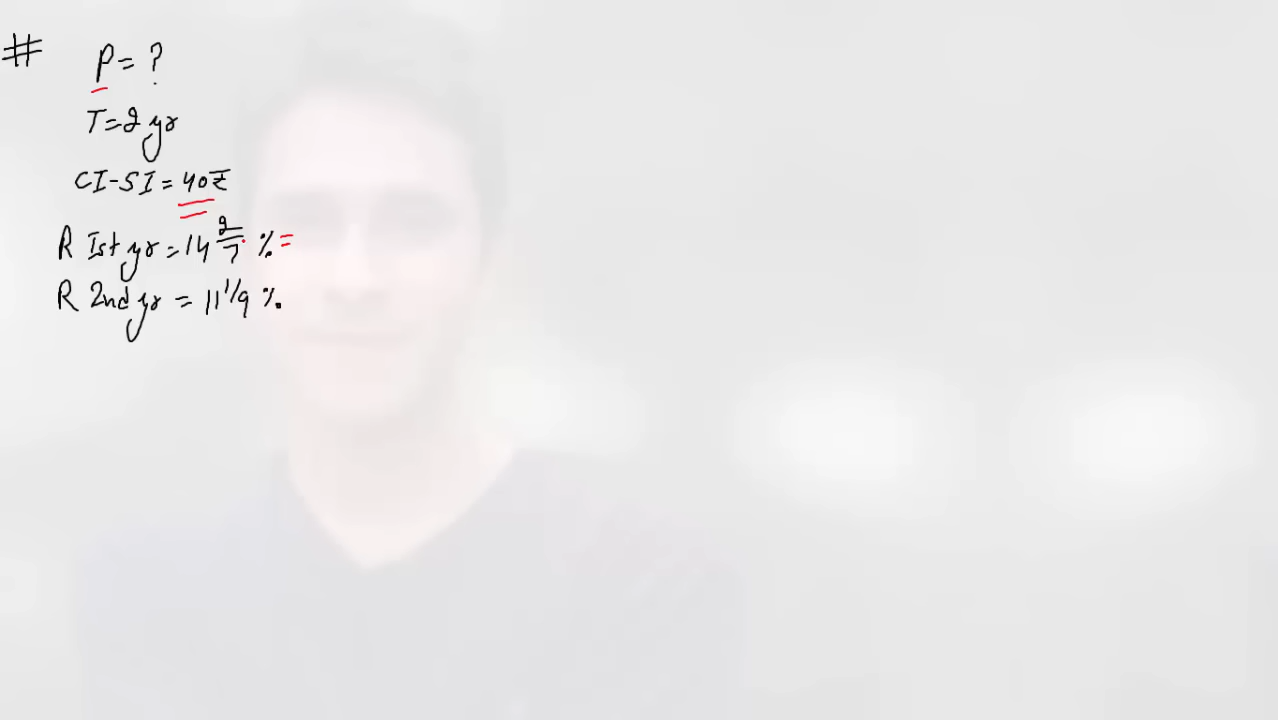 # P = ?
T = 2 yr
CI-SI = 40₹
R Ist yr = 14 2/7 % =
R 2nd yr = 11 1/9 %.